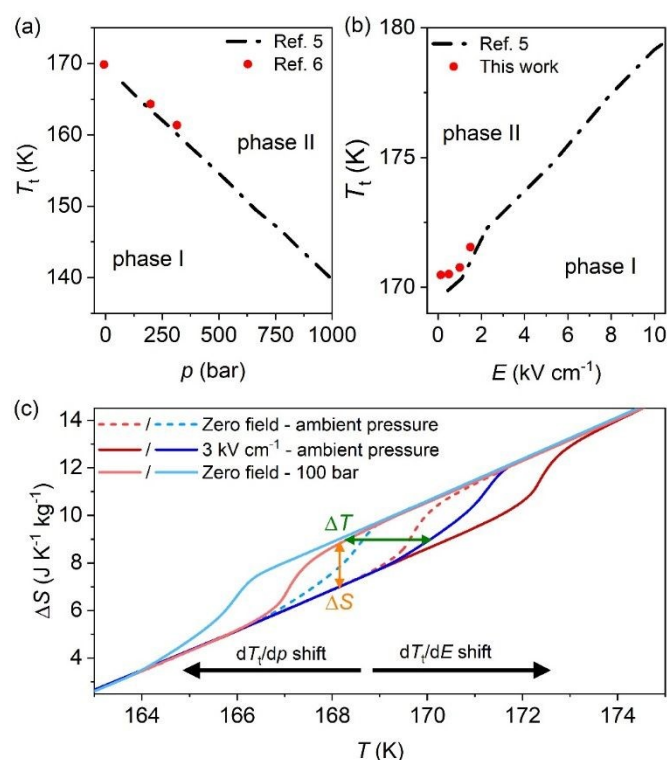 (a)
Ref. 5
Ref. 6
170
160
150
140
T_t (K)
phase II
phase I
0 250 500 750 1000
p (bar)
(b)
Ref. 5
This work
180
175
170
T_t (K)
phase II
phase I
0 2 4 6 8 10
E (kV cm⁻¹)
(c)
/ Zero field - ambient pressure
/ 3 kV cm⁻¹ - ambient pressure
/ Zero field - 100 bar
14
12
10
8
6
4
ΔS (J K⁻¹ kg⁻¹)
ΔT
ΔS
dT_t/dp shift
dT_t/dE shift
164 166 168 170 172 174
T (K)